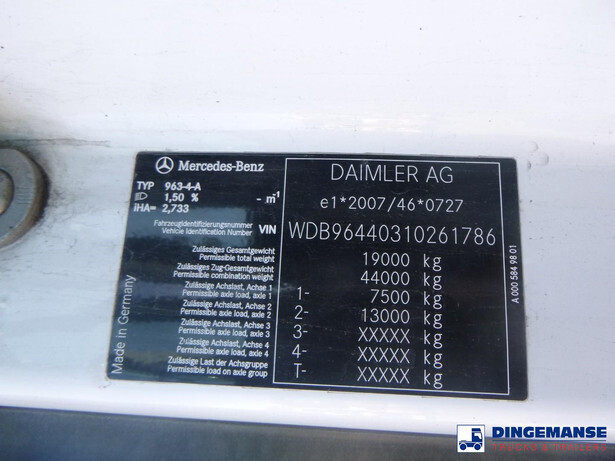 Mercedes-Benz
TYP 963-4-A
1,50% - m⁻¹
iHA= 2,733
Fahrzeugidentifizierungsnummer
Vehicle Identification Number VIN
Zulässiges Gesamtgewicht
Permissible total weight
Zulässiges Zug-Gesamtgewicht
Permissible combination weight
Zulässige Achslast, Achse 1
Permissible axle load, axle 1
Zulässige Achslast, Achse 2
Permissible axle load, axle 2
Zulässige Achslast, Achse 3
Permissible axle load, axle 3
Zulässige Achslast, Achse 4
Permissible axle load, axle 4
Zulässige Last der Achsgruppe
Permissible load on axle group
Made in Germany
DAIMLER AG
e1*2007/46*0727
WDB96440310261786
19000 kg
44000 kg
1- 7500 kg
2- 13000 kg
3- XXXXX kg
4- XXXXX kg
T- XXXXX kg
A 000 584 98 01
DINGEMANSE
TRUCKS & TRAILERS